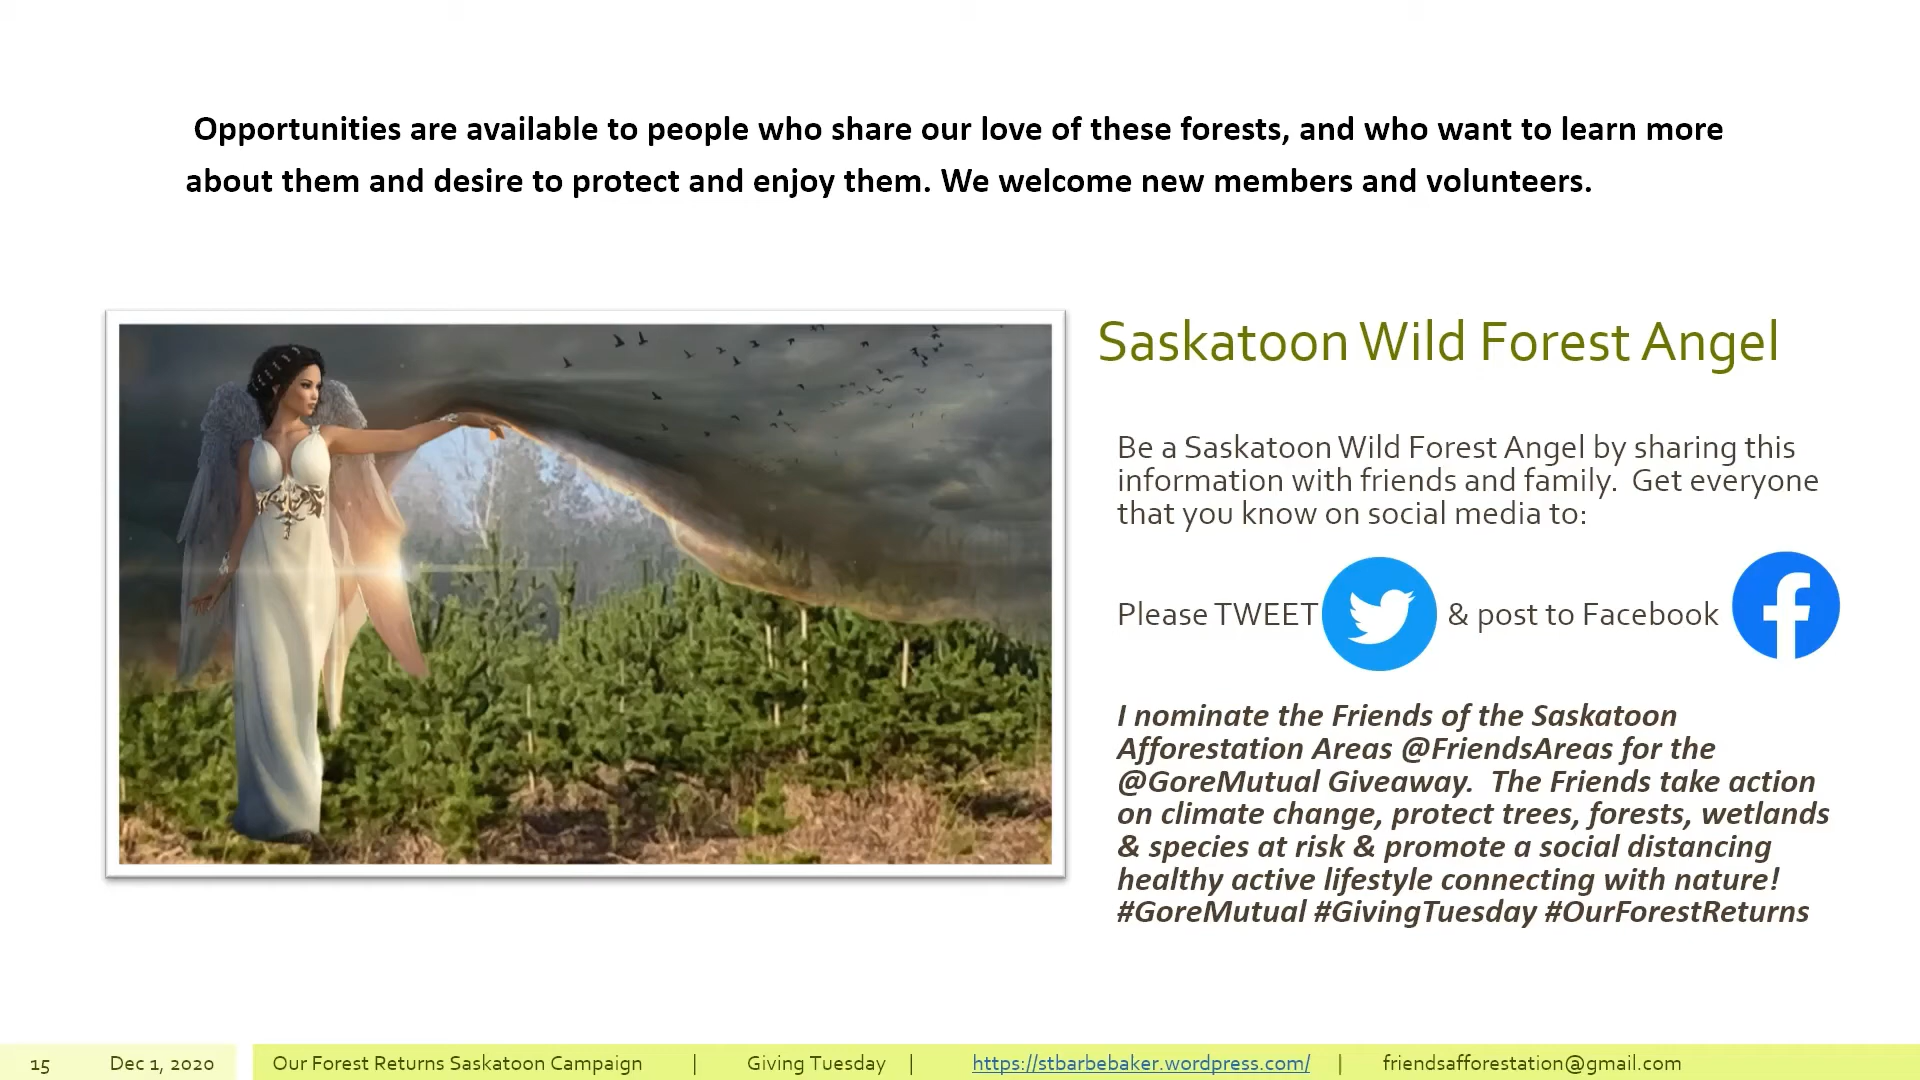 Opportunities are available to people who share our love of these forests, and who want to learn more
about them and desire to protect and enjoy them. We welcome new members and volunteers.
Saskatoon Wild Forest Angel
Be a Saskatoon Wild Forest Angel by sharing this
information with friends and family.  Get everyone
that you know on social media to:
Please TWEET & post to Facebook
I nominate the Friends of the Saskatoon
Afforestation Areas @FriendsAreas for the
@GoreMutual Giveaway.  The Friends take action
on climate change, protect trees, forests, wetlands
& species at risk & promote a social distancing
healthy active lifestyle connecting with nature!
#GoreMutual #GivingTuesday #OurForestReturns
15 Dec 1, 2020 Our Forest Returns Saskatoon Campaign | Giving Tuesday | https://stbarbebaker.wordpress.com/ | friendsafforestation@gmail.com